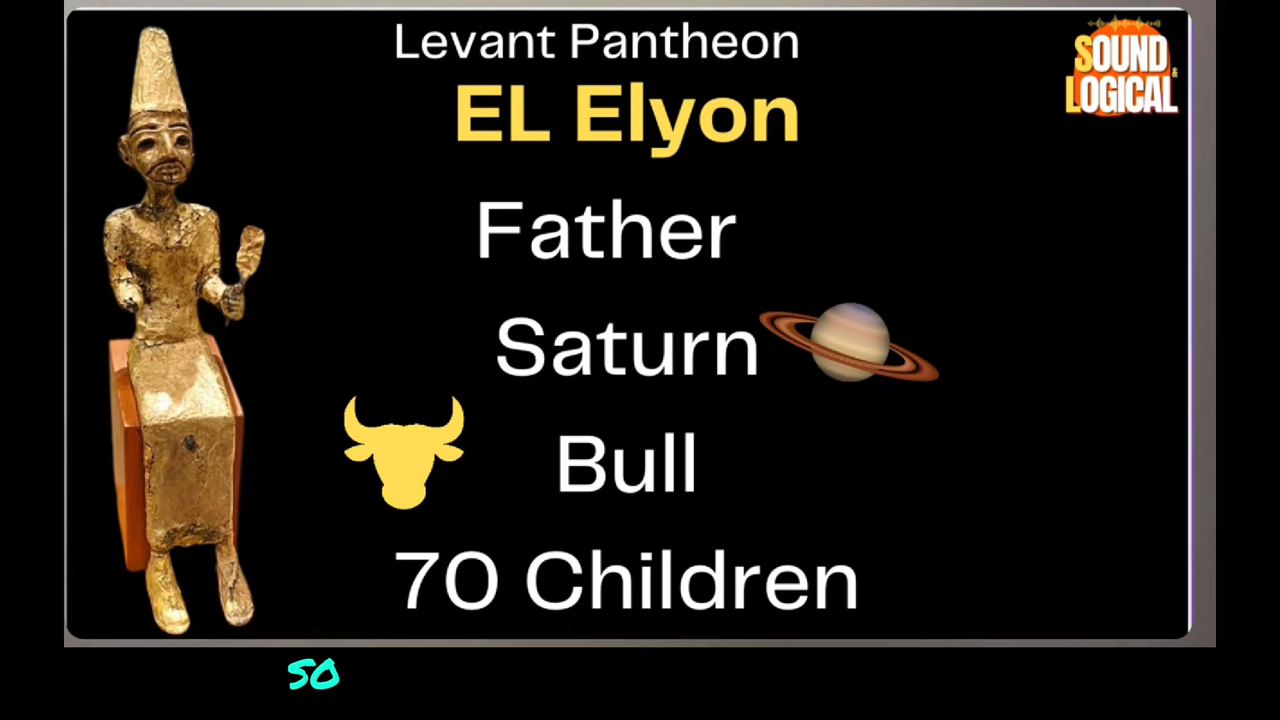 Levant Pantheon
EL Elyon
SOUND
&
LOGICAL
Father
Saturn
Bull
70 Children
so